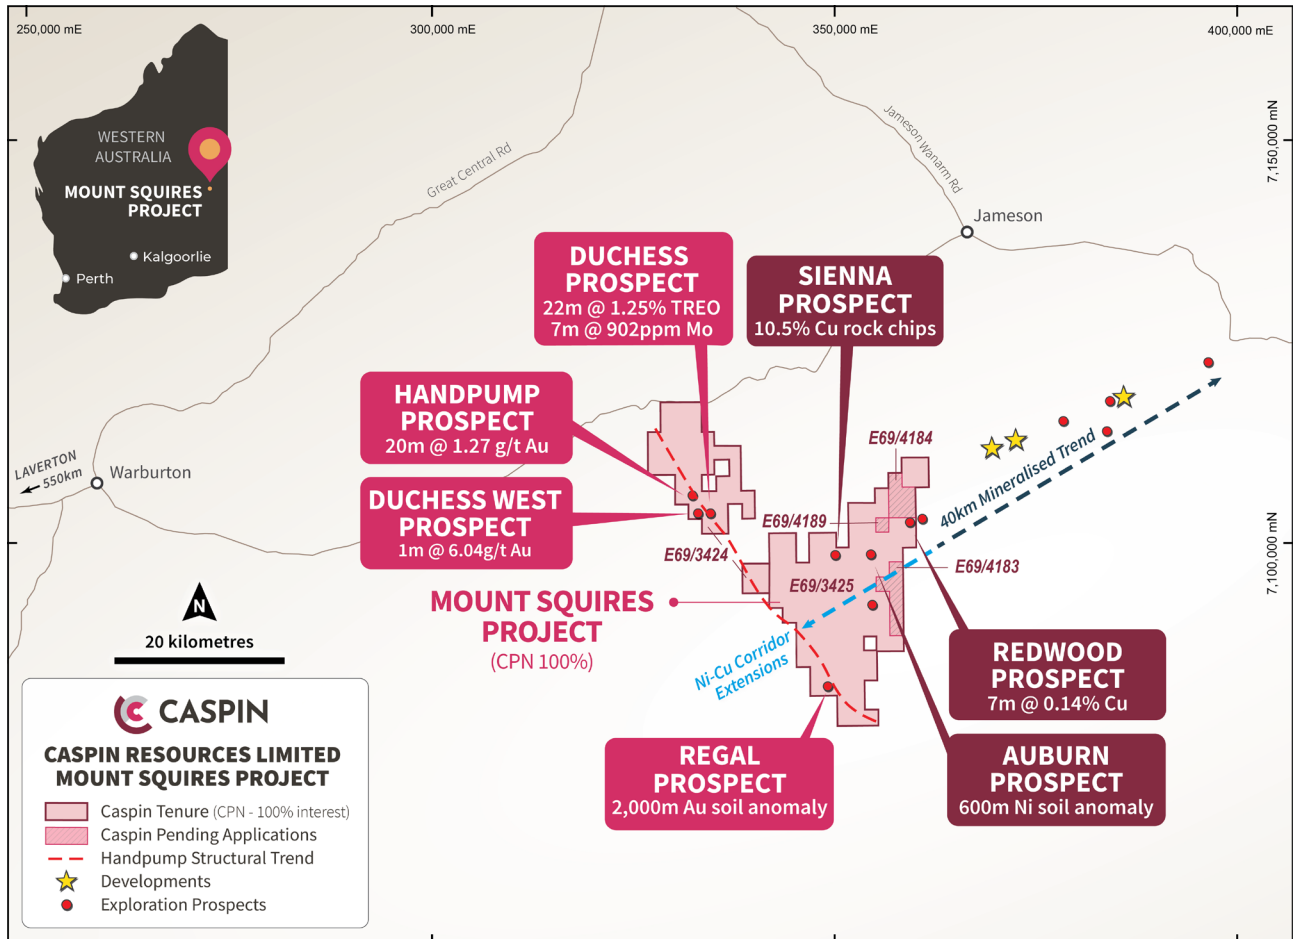 250,000 mE
300,000 mE
350,000 mE
400,000 mE
7,150,000 mN
7,100,000 mN
WESTERN
AUSTRALIA
MOUNT SQUIRES
PROJECT
Kalgoorlie
Perth
Great Central Rd
Jameson Wanarm Rd
Jameson
DUCHESS
PROSPECT
22m @ 1.25% TREO
7m @ 902ppm Mo
SIENNA
PROSPECT
10.5% Cu rock chips
HANDPUMP
PROSPECT
20m @ 1.27 g/t Au
DUCHESS WEST
PROSPECT
1m @ 6.04g/t Au
LAVERTON
550km
Warburton
E69/4184
E69/4189
E69/3424
E69/3425
E69/4183
40km Mineralised Trend
Ni-Cu Corridor
Extensions
MOUNT SQUIRES
PROJECT
(CPN 100%)
N
20 kilometres
REDWOOD
PROSPECT
7m @ 0.14% Cu
AUBURN
PROSPECT
600m Ni soil anomaly
REGAL
PROSPECT
2,000m Au soil anomaly
CASPIN
CASPIN RESOURCES LIMITED
MOUNT SQUIRES PROJECT
Caspin Tenure (CPN - 100% interest)
Caspin Pending Applications
Handpump Structural Trend
Developments
Exploration Prospects